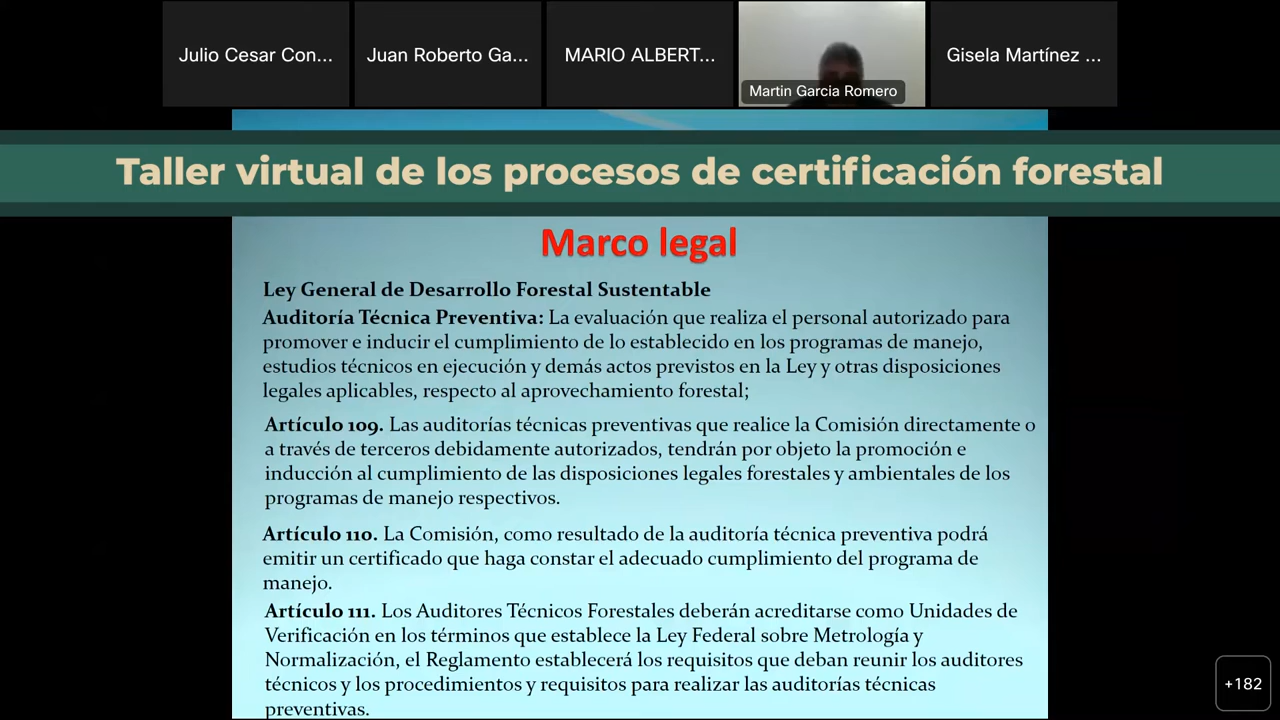 Julio Cesar Con...
Juan Roberto Ga...
MARIO ALBERT...
Martin Garcia Romero
Gisela Martínez ...
Taller virtual de los procesos de certificación forestal
Marco legal
Ley General de Desarrollo Forestal Sustentable
Auditoría Técnica Preventiva: La evaluación que realiza el personal autorizado para
promover e inducir el cumplimiento de lo establecido en los programas de manejo,
estudios técnicos en ejecución y demás actos previstos en la Ley y otras disposiciones
legales aplicables, respecto al aprovechamiento forestal;
Artículo 109. Las auditorías técnicas preventivas que realice la Comisión directamente o
a través de terceros debidamente autorizados, tendrán por objeto la promoción e
inducción al cumplimiento de las disposiciones legales forestales y ambientales de los
programas de manejo respectivos.
Artículo 110. La Comisión, como resultado de la auditoría técnica preventiva podrá
emitir un certificado que haga constar el adecuado cumplimiento del programa de
manejo.
Artículo 111. Los Auditores Técnicos Forestales deberán acreditarse como Unidades de
Verificación en los términos que establece la Ley Federal sobre Metrología y
Normalización, el Reglamento establecerá los requisitos que deban reunir los auditores
técnicos y los procedimientos y requisitos para realizar las auditorías técnicas
preventivas.
+182